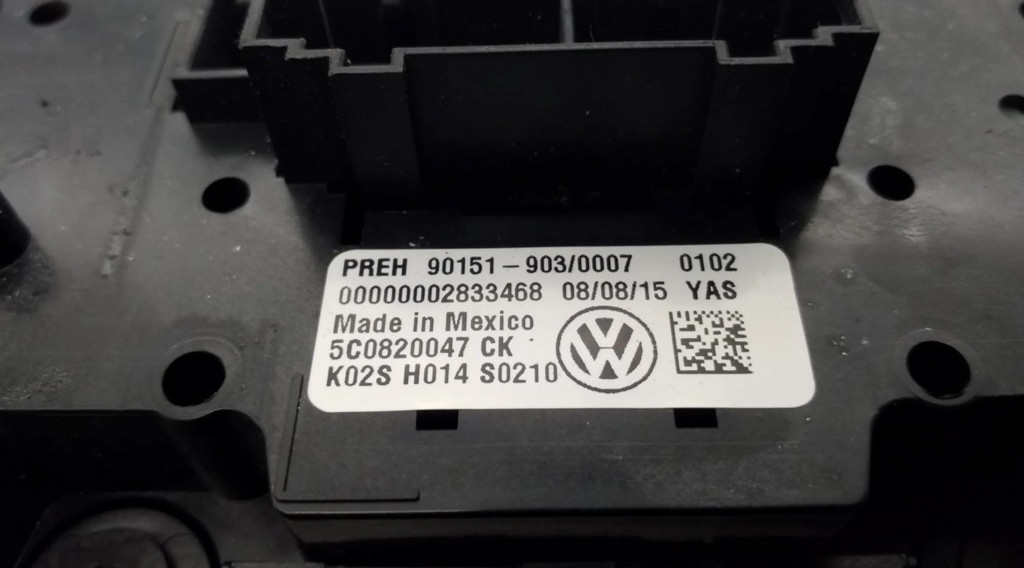 PREH 90151-903/0007 0102
00000002833468 08/08/15 YAS
Made in Mexico
5C0820047 CK
K02S H014 S0210